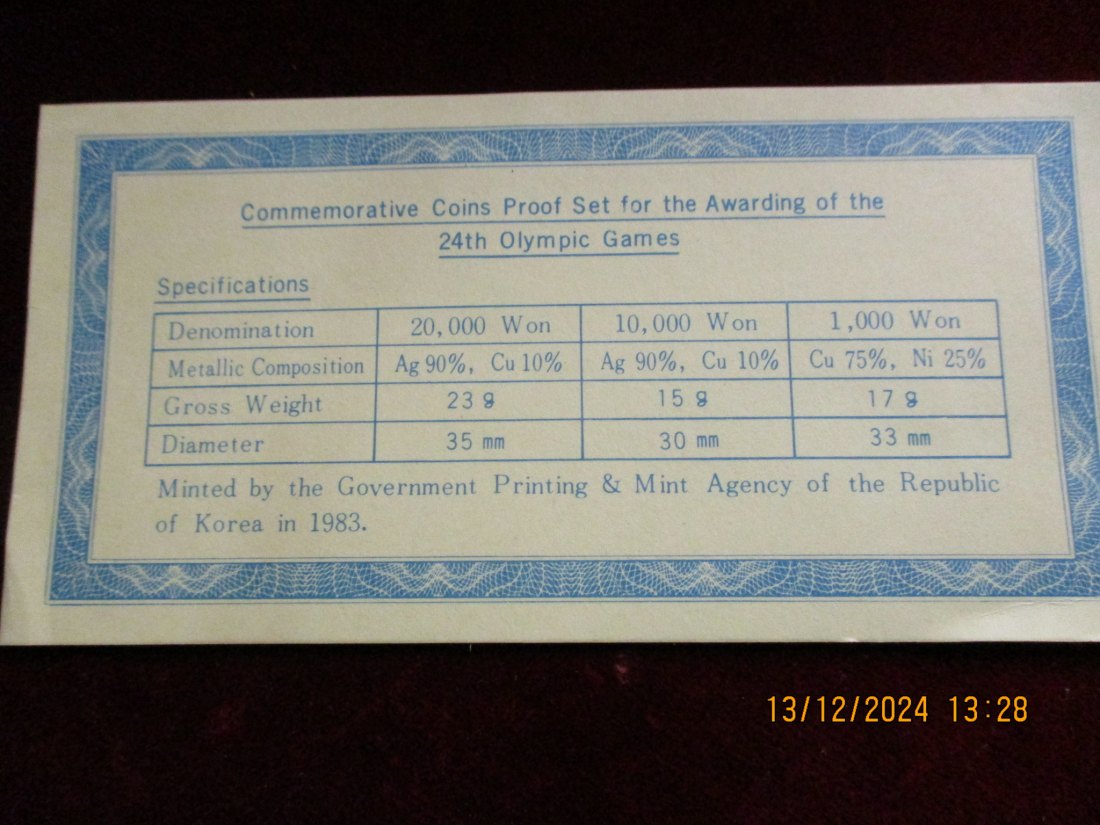 Commemorative Coins Proof Set for the Awarding of the
24th Olympic Games
Specifications
Denomination 20,000 Won 10,000 Won 1,000 Won
Metallic Composition Ag 90%, Cu 10% Ag 90%, Cu 10% Cu 75%, Ni 25%
Gross Weight 23 g 15 g 17 g
Diameter 35 mm 30 mm 33 mm
Minted by the Government Printing & Mint Agency of the Republic
of Korea in 1983.
13/12/2024 13:28